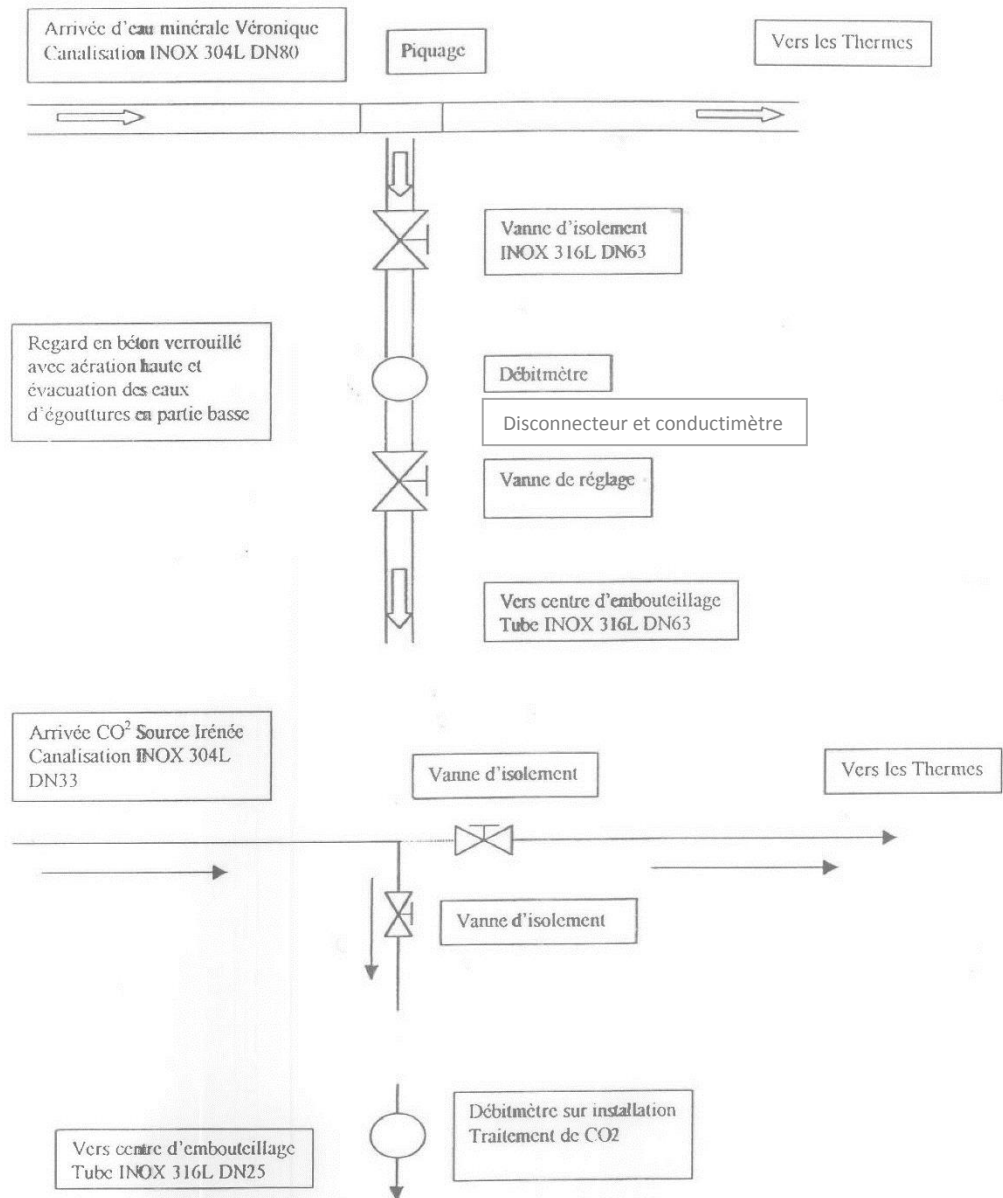 Arrivée d'eau minérale Véronique
Canalisation INOX 304L DN80
Piquage
Vers les Thermes
Vanne d'isolement
INOX 316L DN63
Regard en béton verrouillé
avec aération haute et
évacuation des eaux
d'égouttures en partie basse
Débitmètre
Disconnecteur et conductimètre
Vanne de réglage
Vers centre d'embouteillage
Tube INOX 316L DN63
Arrivée CO² Source Irénée
Canalisation INOX 304L
DN33
Vanne d'isolement
Vers les Thermes
Vanne d'isolement
Débitmètre sur installation
Traitement de CO2
Vers centre d'embouteillage
Tube INOX 316L DN25